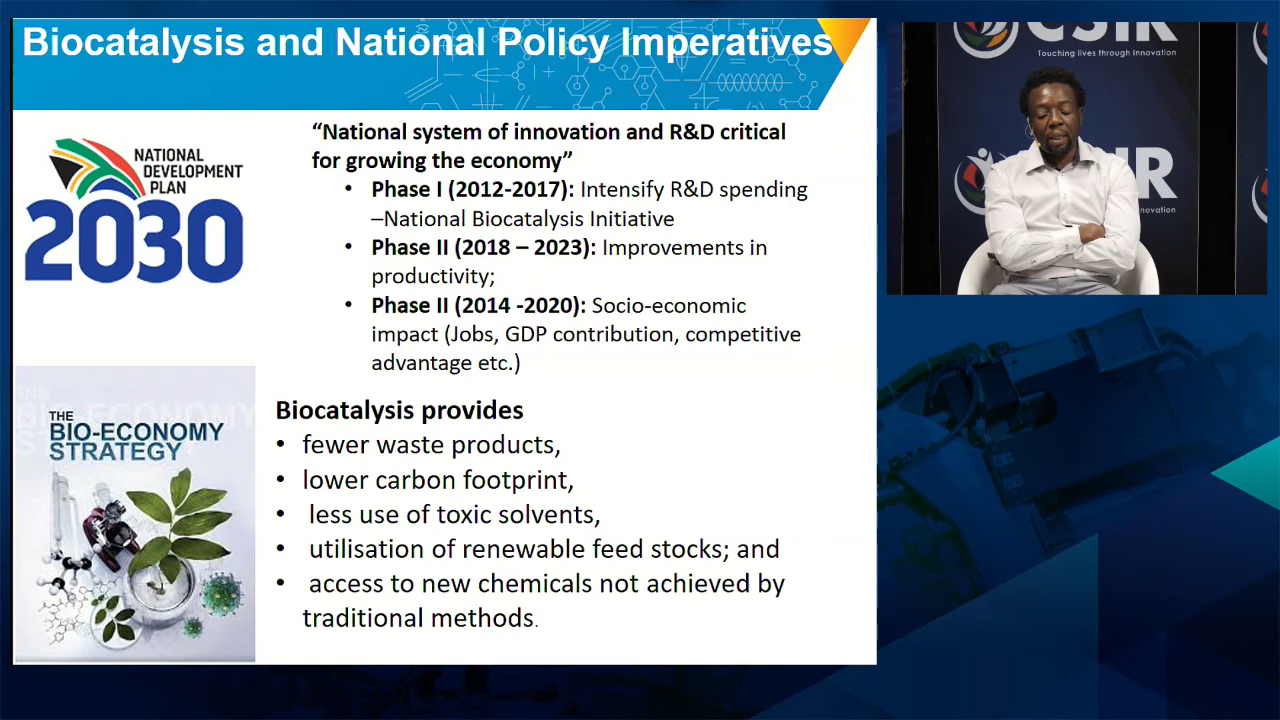 Biocatalysis and National Policy Imperatives
NATIONAL
DEVELOPMENT
PLAN
2030
“National system of innovation and R&D critical
for growing the economy”
• Phase I (2012-2017): Intensify R&D spending
–National Biocatalysis Initiative
• Phase II (2018 – 2023): Improvements in
productivity;
• Phase II (2014 -2020): Socio-economic
impact (Jobs, GDP contribution, competitive
advantage etc.)
THE
BIO-ECONOMY
STRATEGY
Biocatalysis provides
• fewer waste products,
• lower carbon footprint,
• less use of toxic solvents,
• utilisation of renewable feed stocks; and
• access to new chemicals not achieved by
traditional methods.
CSIR
Touching lives through innovation